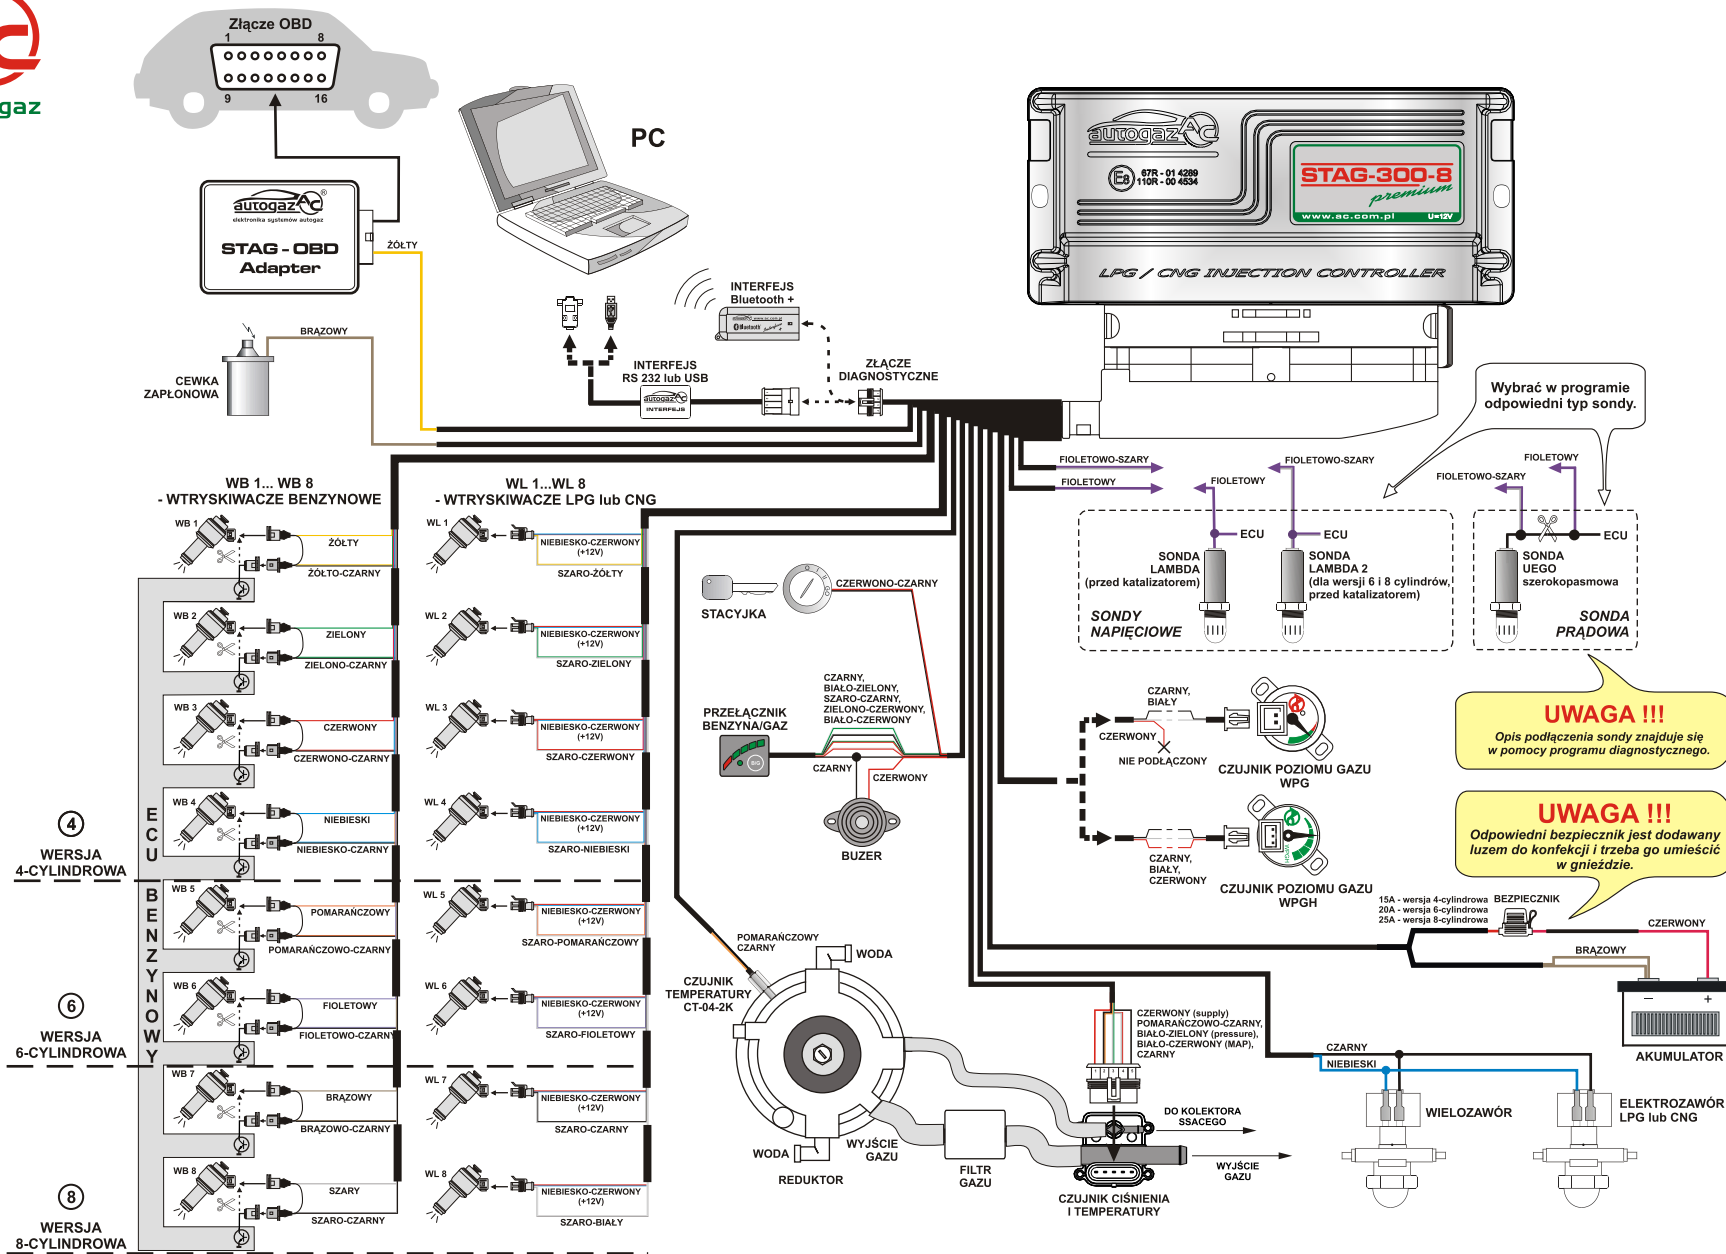 gaz
Złącze OBD
1
8
9
16
PC
autogaz AC ®
elektronika systemów autogaz
STAG - OBD
Adapter
ŻÓŁTY
BRĄZOWY
CEWKA
ZAPŁONOWA
INTERFEJS
Bluetooth +
INTERFEJS
RS 232 lub USB
autogaz
INTERFEJS
ZŁĄCZE
DIAGNOSTYCZNE
autogaz AC
E8
67R - 01 4289
110R - 00 4534
STAG-300-8
premium
www.ac.com.pl
U=12V
LPG / CNG INJECTION CONTROLLER
Wybrać w programie
odpowiedni typ sondy.
WB 1... WB 8
- WTRYSKIWACZE BENZYNOWE
WL 1...WL 8
- WTRYSKIWACZE LPG lub CNG
WB 1
ŻÓŁTY
ŻÓŁTO-CZARNY
WB 2
ZIELONY
ZIELONO-CZARNY
WB 3
CZERWONY
CZERWONO-CZARNY
WB 4
NIEBIESKI
NIEBIESKO-CZARNY
WB 5
POMARAŃCZOWY
POMARAŃCZOWO-CZARNY
WB 6
FIOLETOWY
FIOLETOWO-CZARNY
WB 7
BRĄZOWY
BRĄZOWO-CZARNY
WB 8
SZARY
SZARO-CZARNY
ECU BENZYNOWY
4
WERSJA
4-CYLINDROWA
6
WERSJA
6-CYLINDROWA
8
WERSJA
8-CYLINDROWA
WL 1
NIEBIESKO-CZERWONY
(+12V)
SZARO-ŻÓŁTY
WL 2
NIEBIESKO-CZERWONY
(+12V)
SZARO-ZIELONY
WL 3
NIEBIESKO-CZERWONY
(+12V)
SZARO-CZERWONY
WL 4
NIEBIESKO-CZERWONY
(+12V)
SZARO-NIEBIESKI
WL 5
NIEBIESKO-CZERWONY
(+12V)
SZARO-POMARAŃCZOWY
WL 6
NIEBIESKO-CZERWONY
(+12V)
SZARO-FIOLETOWY
WL 7
NIEBIESKO-CZERWONY
(+12V)
SZARO-CZARNY
WL 8
NIEBIESKO-CZERWONY
(+12V)
SZARO-BIAŁY
STACYJKA
CZERWONO-CZARNY
PRZEŁĄCZNIK
BENZYNA/GAZ
CZARNY,
BIAŁO-ZIELONY,
SZARO-CZARNY,
ZIELONO-CZERWONY,
BIAŁO-CZERWONY
CZARNY
CZERWONY
BUZER
FIOLETOWO-SZARY
FIOLETOWY
FIOLETOWY
FIOLETOWO-SZARY
ECU
ECU
SONDA
LAMBDA
(przed katalizatorem)
SONDA
LAMBDA 2
(dla wersji 6 i 8 cylindrów,
przed katalizatorem)
SONDY
NAPIĘCIOWE
FIOLETOWY
FIOLETOWO-SZARY
ECU
SONDA
UEGO
szerokopasmowa
SONDA
PRĄDOWA
UWAGA !!!
Opis podłączenia sondy znajduje się
w pomocy programu diagnostycznego.
UWAGA !!!
Odpowiedni bezpiecznik jest dodawany
luzem do konfekcji i trzeba go umieścić
w gnieździe.
CZARNY,
BIAŁY
CZERWONY
NIE PODŁĄCZONY
CZUJNIK POZIOMU GAZU
WPG
CZARNY,
BIAŁY,
CZERWONY
CZUJNIK POZIOMU GAZU
WPGH
15A - wersja 4-cylindrowa
20A - wersja 6-cylindrowa
25A - wersja 8-cylindrowa
BEZPIECZNIK
CZERWONY
BRĄZOWY
− +
AKUMULATOR
POMARAŃCZOWY
CZARNY
CZUJNIK
TEMPERATURY
CT-04-2K
WODA
WODA
REDUKTOR
WYJŚCIE
GAZU
FILTR
GAZU
CZERWONY (supply)
POMARAŃCZOWO-CZARNY,
BIAŁO-ZIELONY (pressure),
BIAŁO-CZERWONY (MAP),
CZARNY
1 2 3 4 5
DO KOLEKTORA
SSACEGO
WYJŚCIE
GAZU
CZUJNIK CIŚNIENIA
I TEMPERATURY
CZARNY
NIEBIESKI
WIELOZAWÓR
ELEKTROZAWÓR
LPG lub CNG